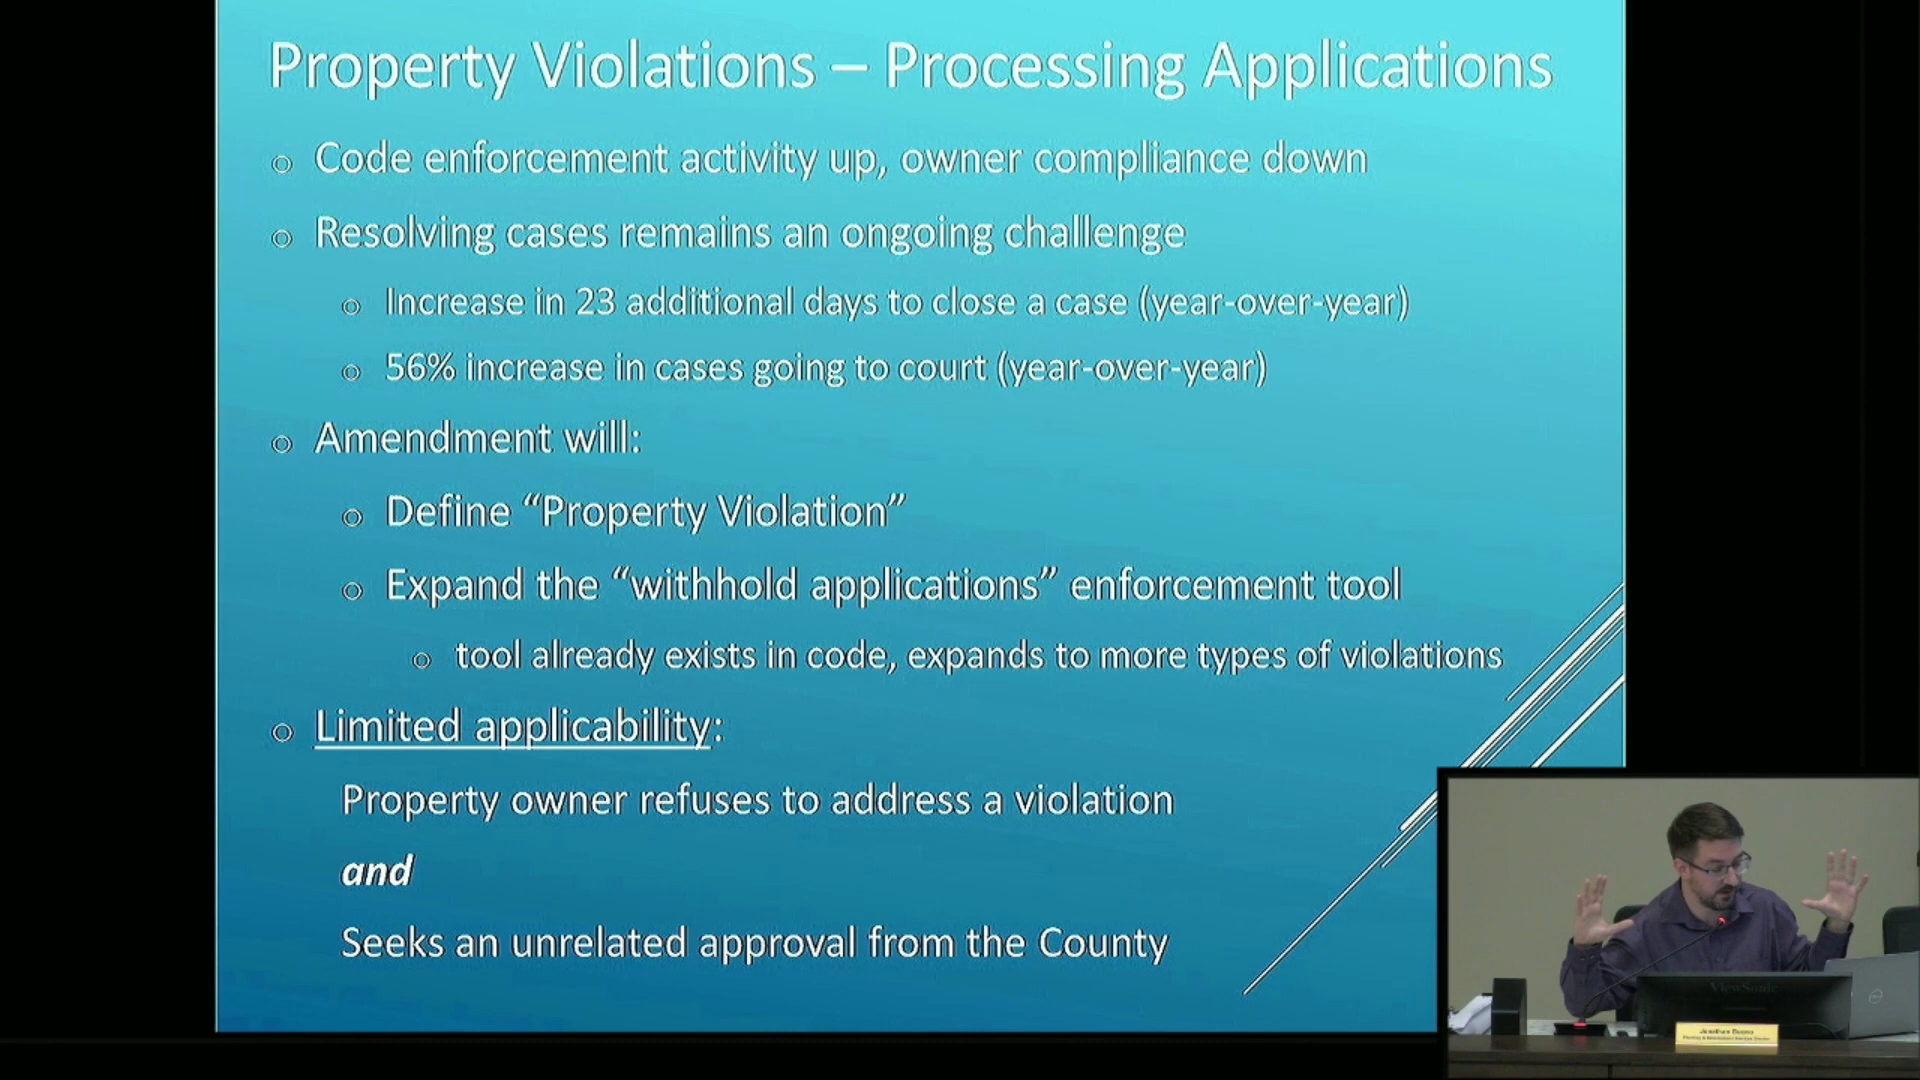 Property Violations – Processing Applications
Code enforcement activity up, owner compliance down
Resolving cases remains an ongoing challenge
Increase in 23 additional days to close a case (year-over-year)
56% increase in cases going to court (year-over-year)
Amendment will:
Define “Property Violation”
Expand the “withhold applications” enforcement tool
tool already exists in code, expands to more types of violations
Limited applicability:
Property owner refuses to address a violation
and
Seeks an unrelated approval from the County
ViewSonic
Jonathan